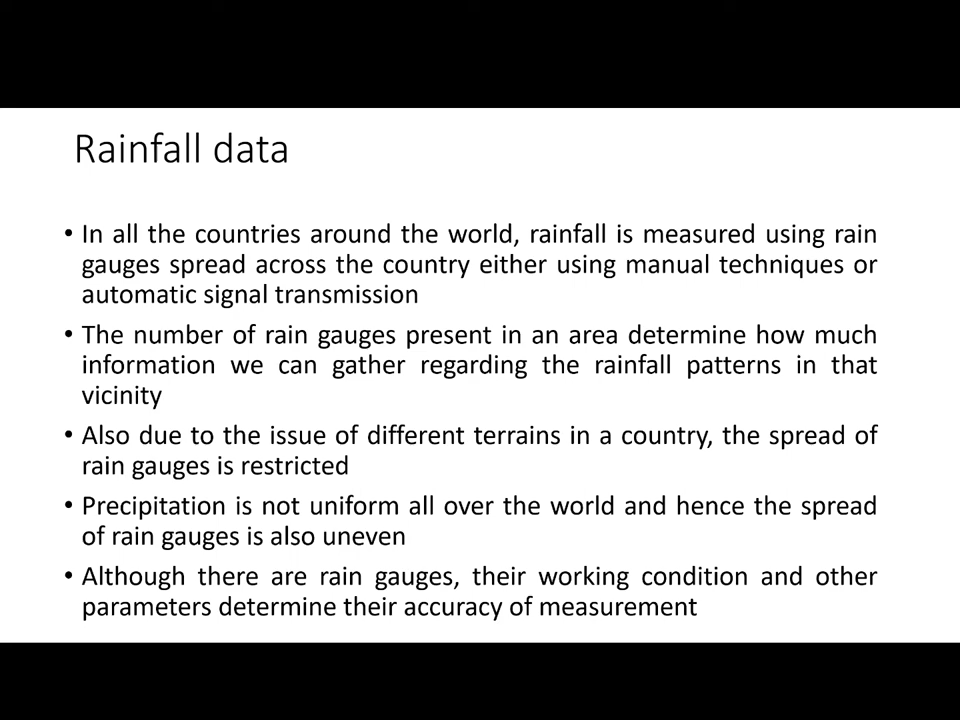 Rainfall data
• In all the countries around the world, rainfall is measured using rain
gauges spread across the country either using manual techniques or
automatic signal transmission
• The number of rain gauges present in an area determine how much
information we can gather regarding the rainfall patterns in that
vicinity
• Also due to the issue of different terrains in a country, the spread of
rain gauges is restricted
• Precipitation is not uniform all over the world and hence the spread
of rain gauges is also uneven
• Although there are rain gauges, their working condition and other
parameters determine their accuracy of measurement